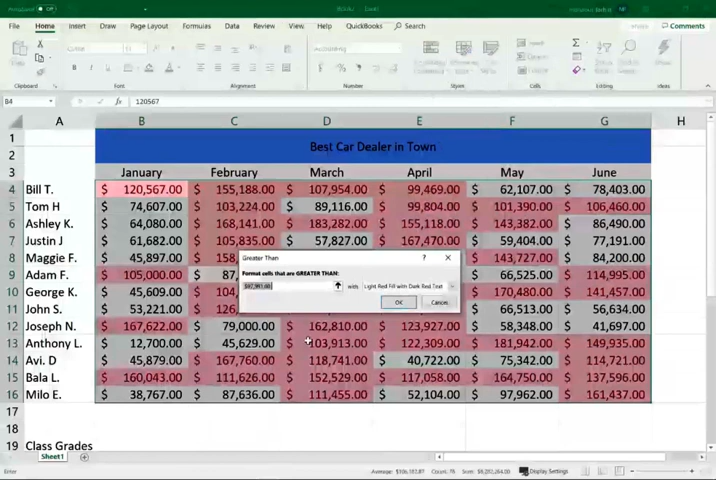 File Home Insert Draw Page Layout Formulas Data Review View Help QuickBooks Search Comments
Clipboard Font Alignment Number Styles Cells Editing
B4 fx 120567
A B C D E F G H
1 Best Car Dealer in Town
2
3 January February March April May June
4 Bill T. $ 120,567.00 $ 155,188.00 $ 107,954.00 $ 99,469.00 $ 62,107.00 $ 78,403.00
5 Tom H $ 74,607.00 $ 103,224.00 $ 89,116.00 $ 99,804.00 $ 101,390.00 $ 106,460.00
6 Ashley K. $ 64,080.00 $ 168,141.00 $ 183,282.00 $ 155,118.00 $ 143,382.00 $ 86,490.00
7 Justin J $ 61,682.00 $ 105,835.00 $ 57,827.00 $ 167,470.00 $ 59,404.00 $ 77,191.00
8 Maggie F. $ 45,897.00 $ 158, $ 143,727.00 $ 84,200.00
Greater Than ? ×
9 Adam F. $ 105,000.00 $ 87, $ 66,525.00 $ 114,995.00
Format cells that are GREATER THAN:
10 George K. $ 45,609.00 $ 104, with Light Red Fill with Dark Red Text $ 170,480.00 $ 141,457.00
11 John S. $ 53,221.00 $ 126, OK Cancel $ 66,513.00 $ 56,634.00
12 Joseph N. $ 167,622.00 $ 79,000.00 $ 162,810.00 $ 123,927.00 $ 58,348.00 $ 41,697.00
13 Anthony L. $ 12,700.00 $ 45,629.00 $ 03,913.00 $ 122,309.00 $ 181,942.00 $ 149,935.00
14 Avi. D $ 45,879.00 $ 167,760.00 $ 118,741.00 $ 40,722.00 $ 75,342.00 $ 114,721.00
15 Bala L. $ 160,043.00 $ 111,626.00 $ 152,529.00 $ 117,058.00 $ 164,750.00 $ 137,596.00
16 Milo E. $ 38,767.00 $ 87,636.00 $ 111,455.00 $ 52,104.00 $ 97,962.00 $ 161,437.00
17
18
19 Class Grades
Sheet1
Enter Count: 78 Display Settings